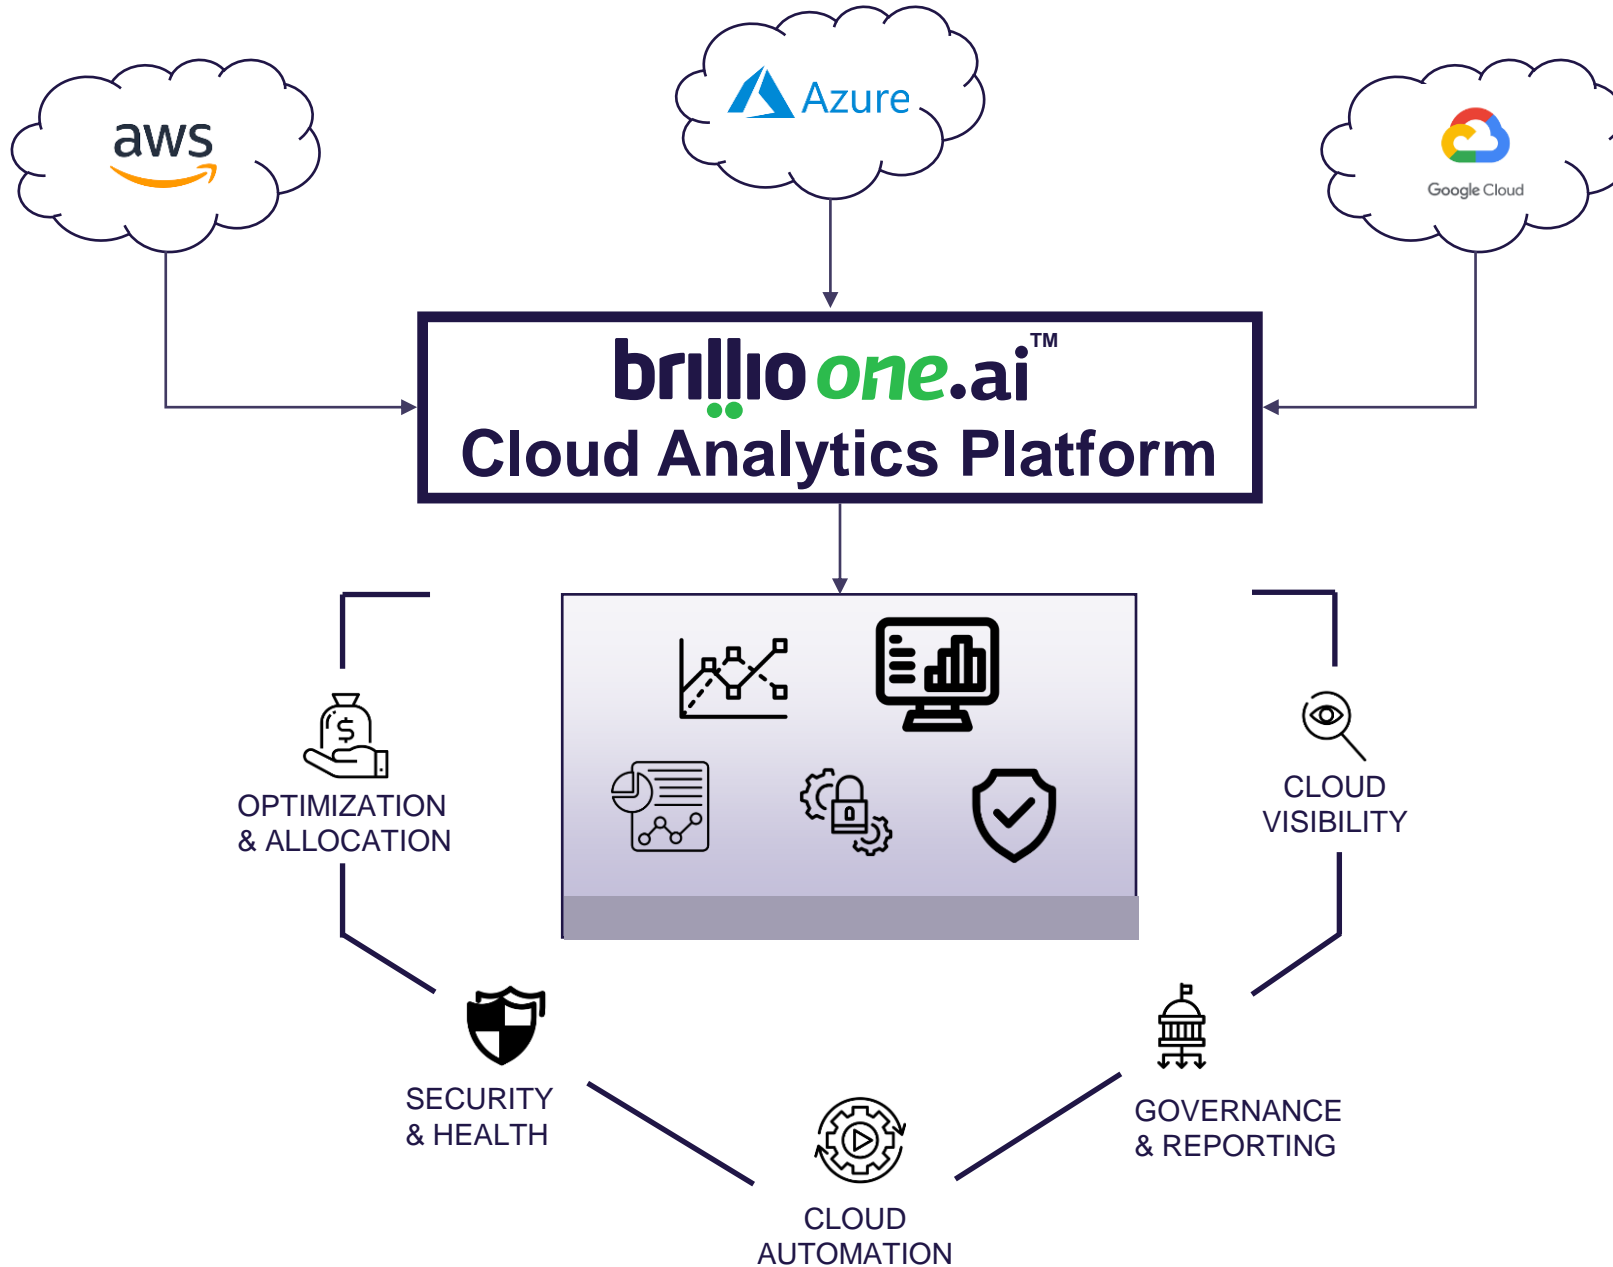 Azure
aws
Google Cloud
brillio one.ai™
Cloud Analytics Platform
$
OPTIMIZATION
& ALLOCATION
CLOUD
VISIBILITY
SECURITY
& HEALTH
GOVERNANCE
& REPORTING
CLOUD
AUTOMATION